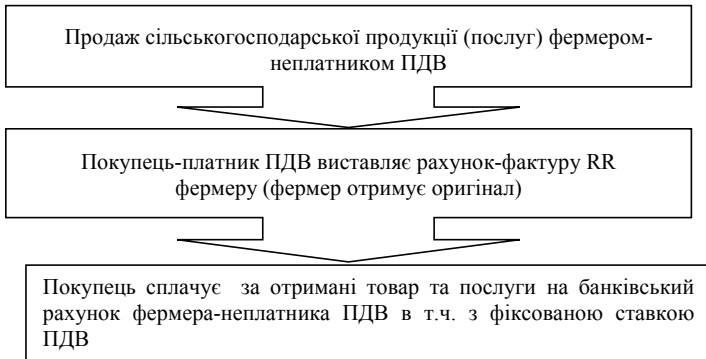 Продаж сільськогосподарської продукції (послуг) фермером-
неплатником ПДВ
Покупець-платник ПДВ виставляє рахунок-фактуру RR
фермеру (фермер отримує оригінал)
Покупець сплачує за отримані товар та послуги на банківський
рахунок фермера-неплатника ПДВ в т.ч. з фіксованою ставкою
ПДВ